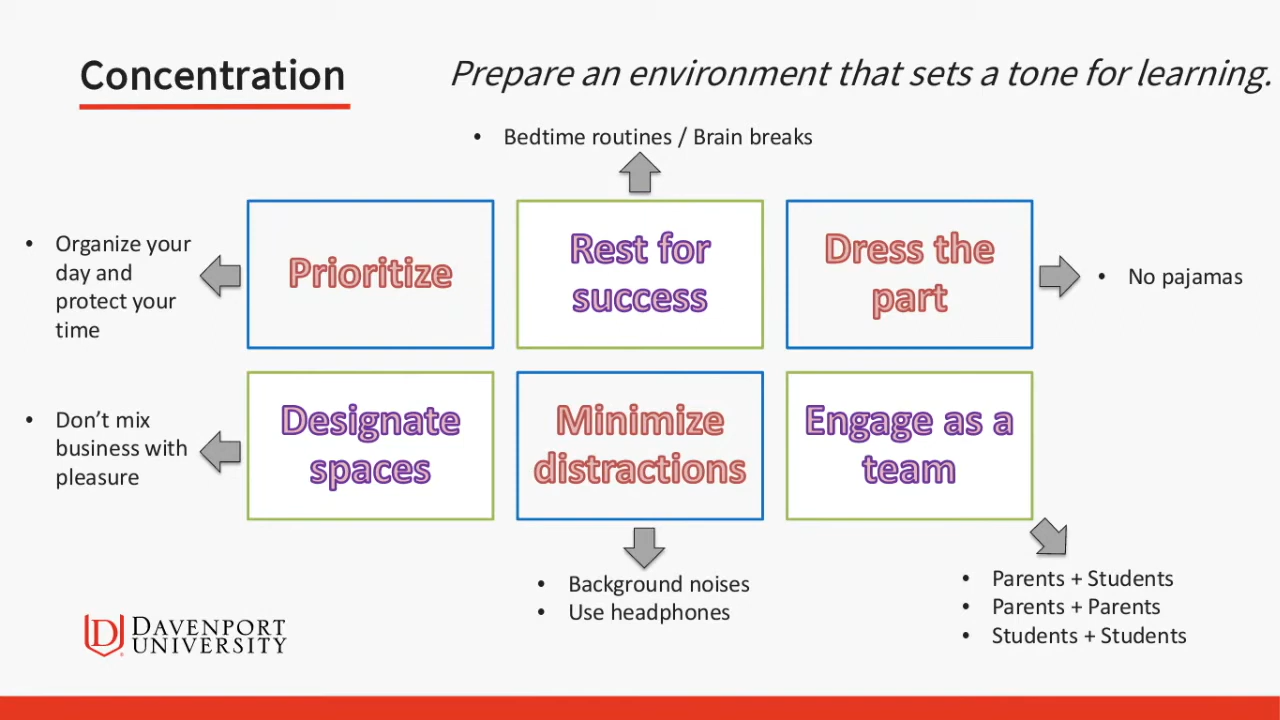 Concentration
Prepare an environment that sets a tone for learning.
• Bedtime routines / Brain breaks
• Organize your
day and
protect your
time
Prioritize
Rest for
success
Dress the
part
• No pajamas
• Don’t mix
business with
pleasure
Designate
spaces
Minimize
distractions
Engage as a
team
• Background noises
• Use headphones
• Parents + Students
• Parents + Parents
• Students + Students
D
DAVENPORT
UNIVERSITY